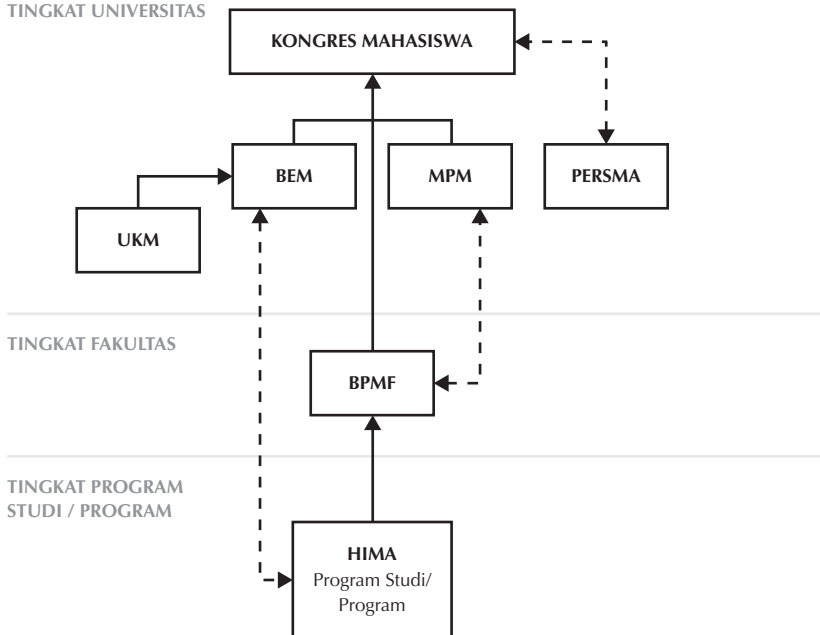 TINGKAT UNIVERSITAS
KONGRES MAHASISWA
BEM
MPM
PERSMA
UKM
TINGKAT FAKULTAS
BPMF
TINGKAT PROGRAM
STUDI / PROGRAM
HIMA
Program Studi/
Program